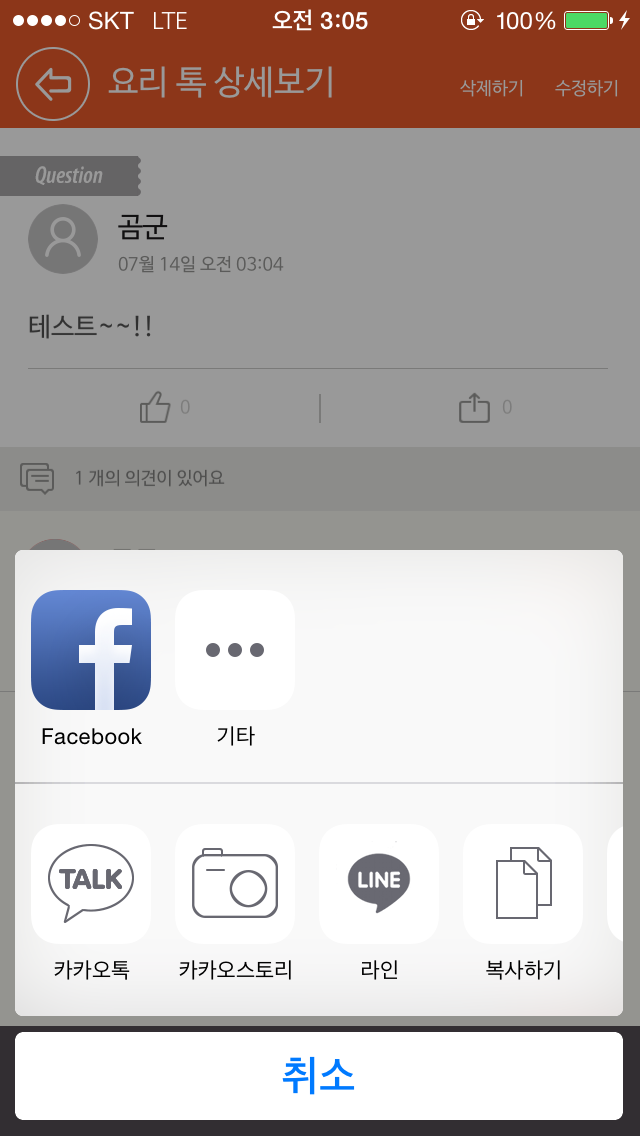 SKT LTE 오전 3:05 100%
요리 톡 상세보기 삭제하기 수정하기
Question
곰군
07월 14일 오전 03:04
테스트~~!!
0 0
1 개의 의견이 있어요
Facebook 기타
TALK LINE
카카오톡 카카오스토리 라인 복사하기
취소